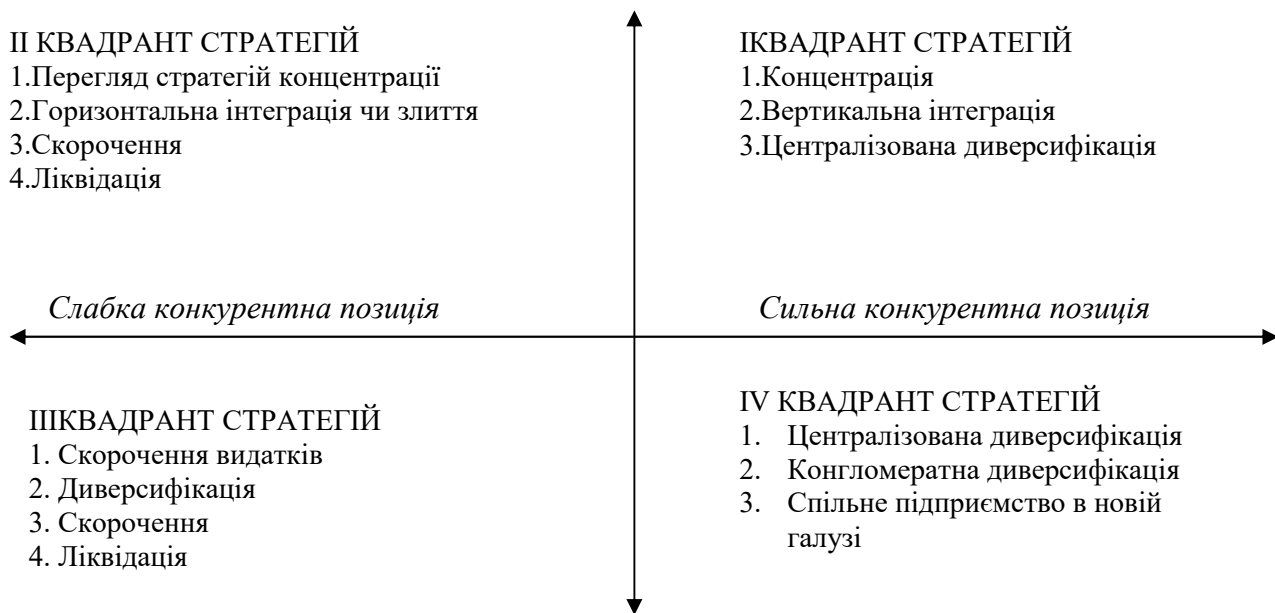 II КВАДРАНТ СТРАТЕГІЙ
1.Перегляд стратегій концентрації
2.Горизонтальна інтеграція чи злиття
3.Скорочення
4.Ліквідація
IКВАДРАНТ СТРАТЕГІЙ
1.Концентрація
2.Вертикальна інтеграція
3.Централізована диверсифікація
Слабка конкурентна позиція
Сильна конкурентна позиція
IIIКВАДРАНТ СТРАТЕГІЙ
1. Скорочення видатків
2. Диверсифікація
3. Скорочення
4. Ліквідація
IV КВАДРАНТ СТРАТЕГІЙ
1. Централізована диверсифікація
2. Конгломератна диверсифікація
3. Спільне підприємство в новій
галузі